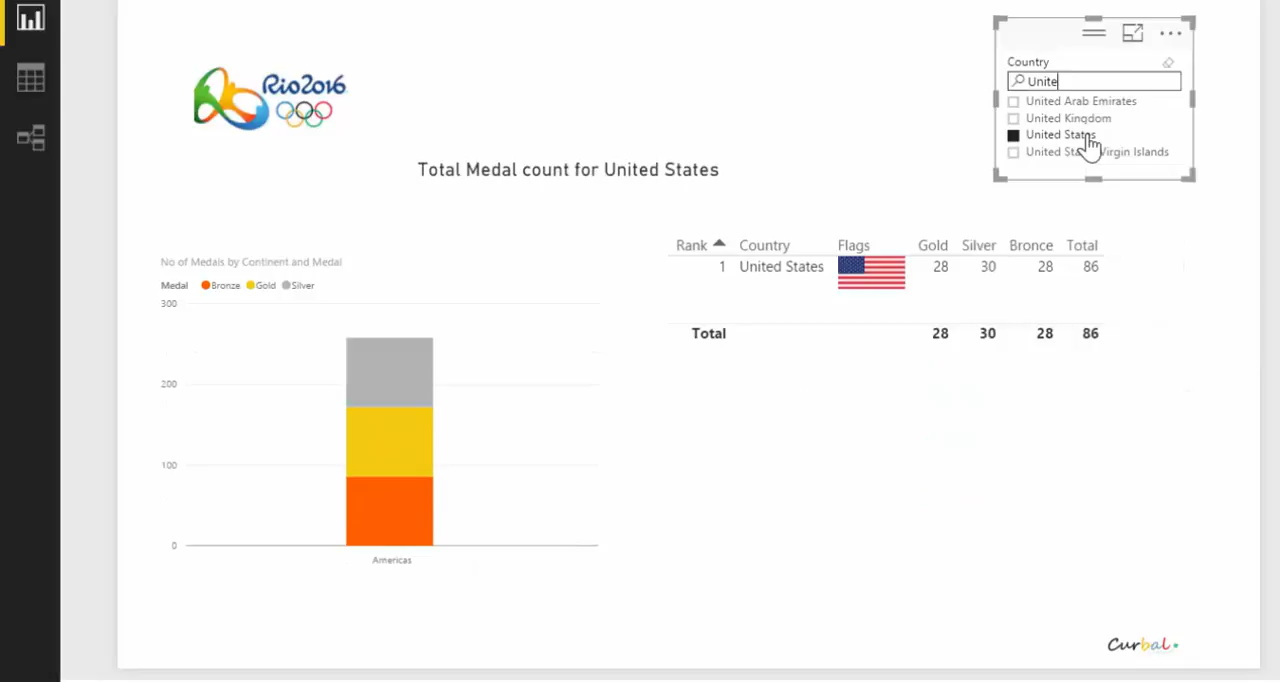 Rio2016
Country
Unite
United Arab Emirates
United Kingdom
United States
United Sta Virgin Islands
Total Medal count for United States
No of Medals by Continent and Medal
Medal Bronze Gold Silver
300
200
100
0
Americas
Rank Country Flags Gold Silver Bronce Total
1 United States 28 30 28 86
Total 28 30 28 86
Curbal